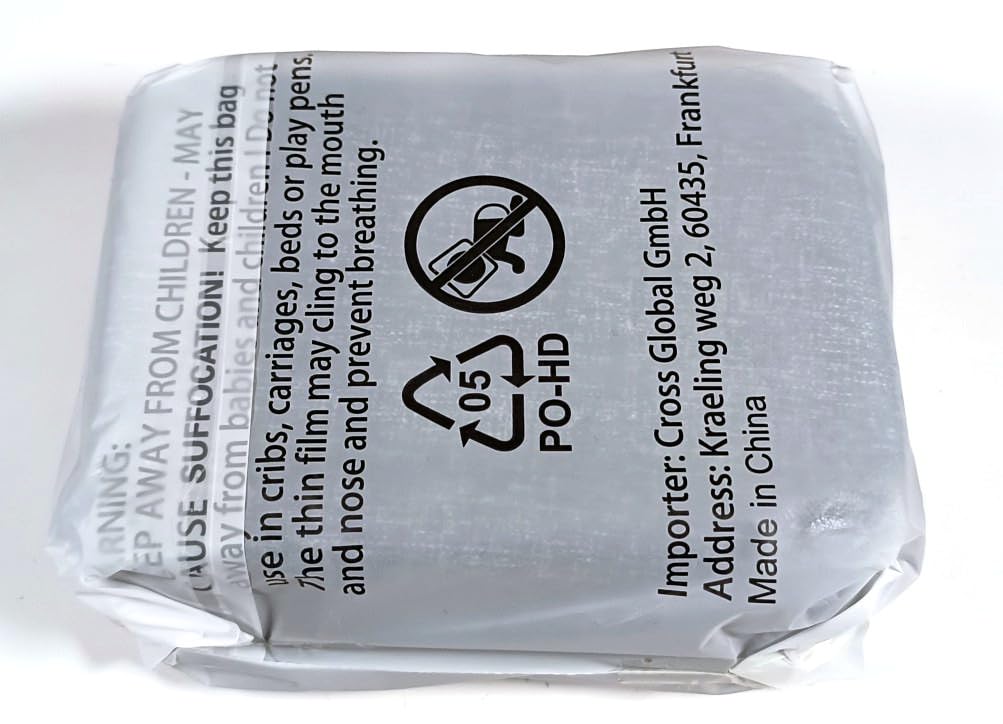 ARNING:
EP AWAY FROM CHILDREN - MAY
CAUSE SUFFOCATION! Keep this bag
away from babies and children! Do not
use in cribs, carriages, beds or play pens.
The thin film may cling to the mouth
and nose and prevent breathing.
05
PO-HD
Importer: Cross Global GmbH
Address: Kraeling weg 2, 60435, Frankfurt
Made in China